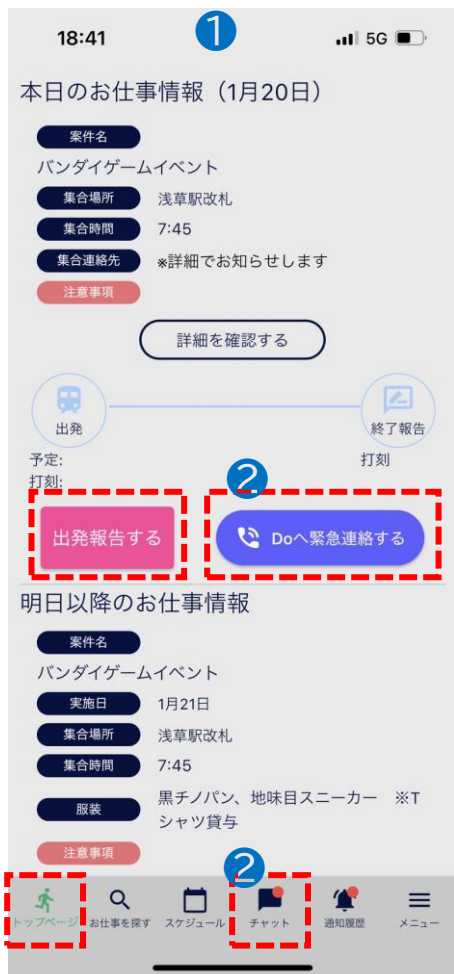 18:41
1
5G
本日のお仕事情報（1月20日）
案件名
バンダイゲームイベント
集合場所 浅草駅改札
集合時間 7:45
集合連絡先 ※詳細でお知らせします
注意事項
詳細を確認する
出発
終了報告
予定:
打刻
打刻:
2
出発報告する
Doへ緊急連絡する
明日以降のお仕事情報
案件名
バンダイゲームイベント
実施日 1月21日
集合場所 浅草駅改札
集合時間 7:45
服装 黒チノパン、地味目スニーカー ※T
シャツ貸与
注意事項
2
トップページ お仕事を探す スケジュール チャット 通知履歴 メニュー